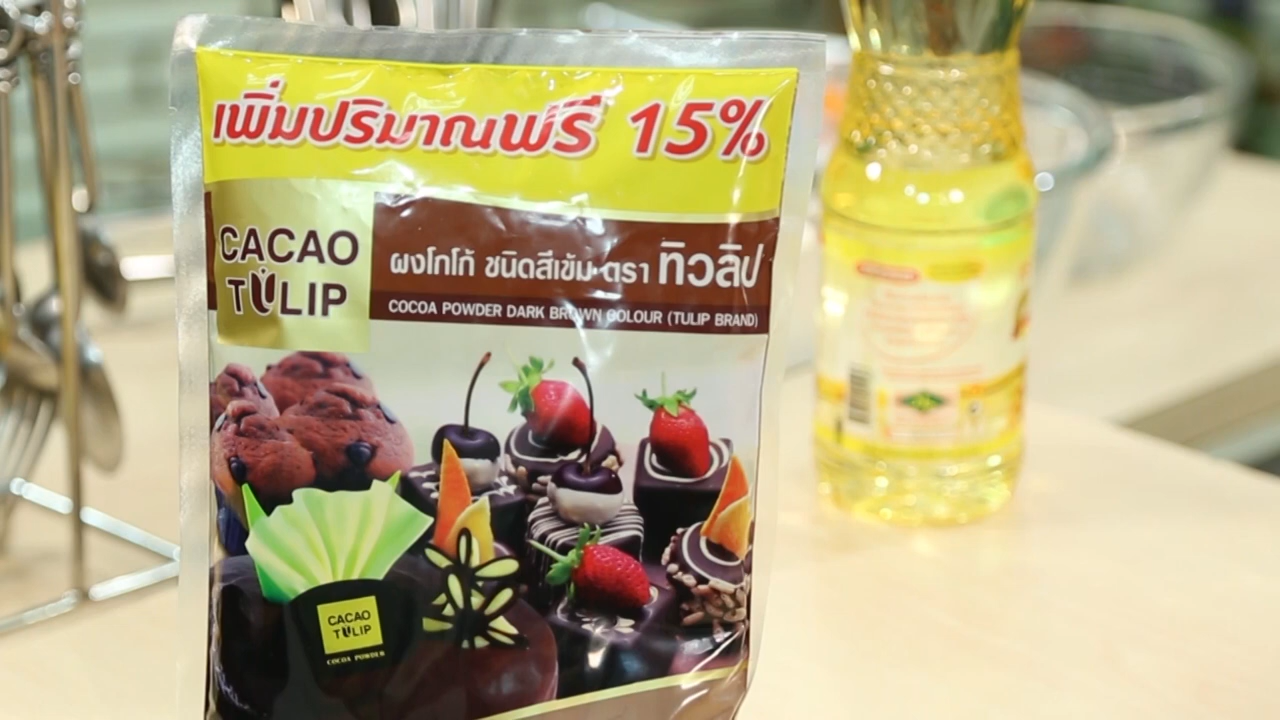 เพิ่มปริมาณฟรี 15%
CACAO
TULIP
ผงโกโก้ ชนิดสีเข้ม ตรา ทิวลิป
COCOA POWDER DARK BROWN COLOUR (TULIP BRAND)
CACAO
TULIP
COCOA POWDER